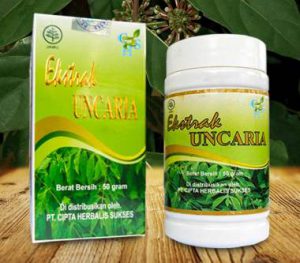 Ekstrak
UNCARIA
Berat Bersih : 50 gram
Di distribusikan oleh:
PT. CIPTA HERBALIS SUKSES
Ekstrak
UNCARIA
Berat Bersih : 50 gram
Di distribusikan oleh:
PT. CIPTA HERBALIS SUKSES